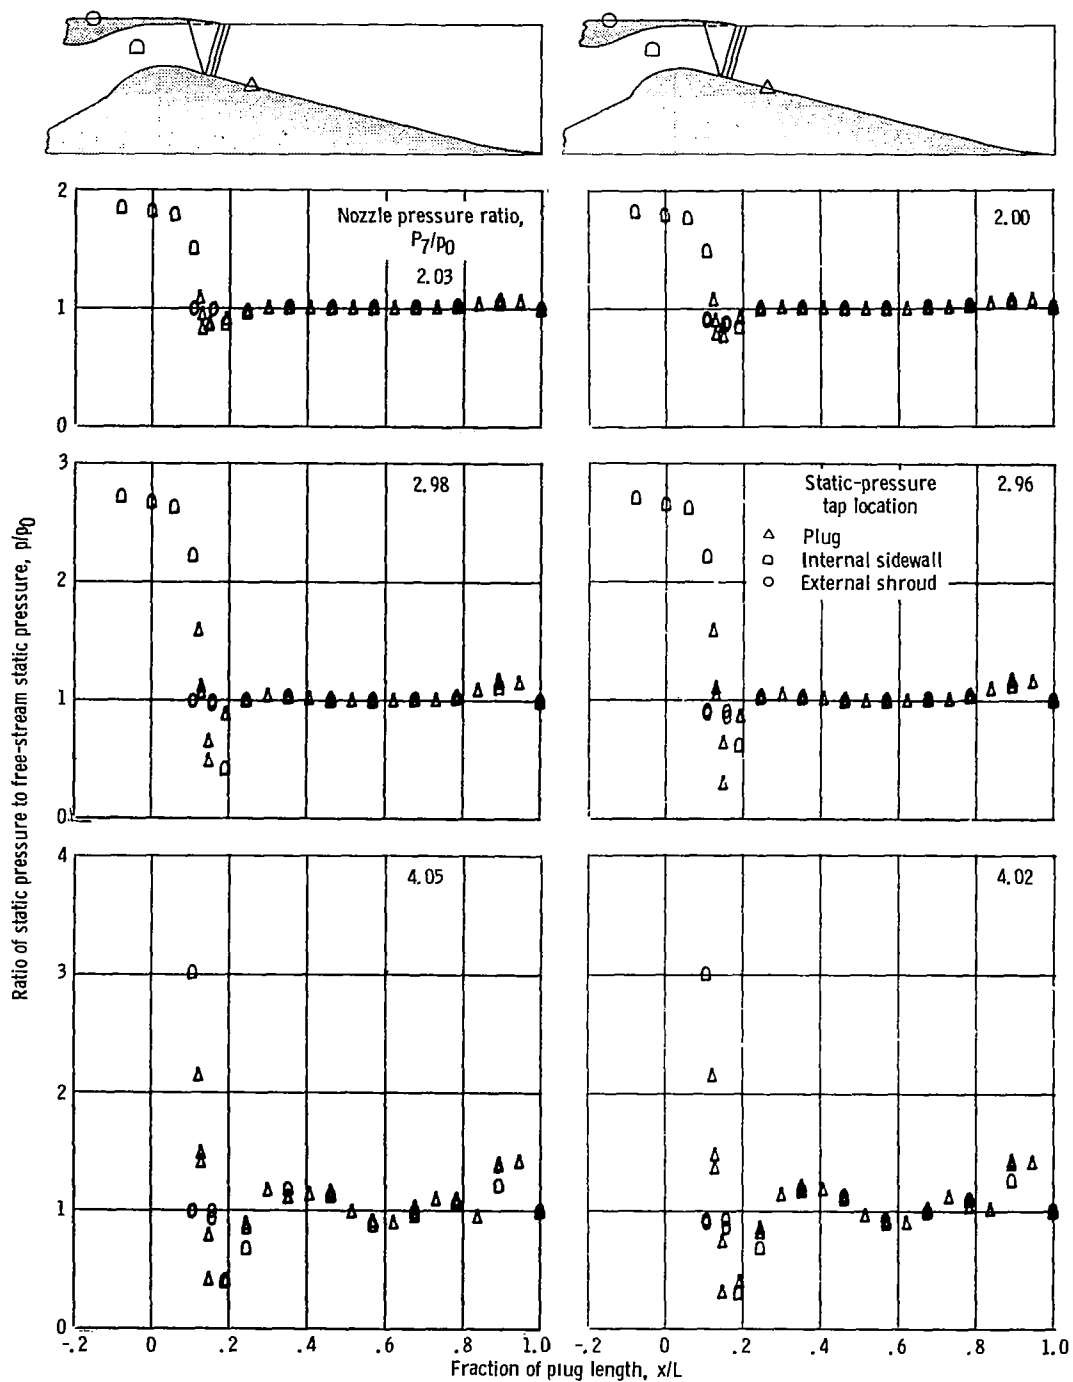 2
Nozzle pressure ratio,
P7/p0
2.03
2.00
1
0
3
2.98
Static-pressure
tap location
2.96
Plug
Internal sidewall
External shroud
2
1
0
Ratio of static pressure to free-stream static pressure, p/p0
4
4.05
4.02
3
2
1
0
-.2 0 .2 .4 .6 .8 1.0 -.2 0 .2 .4 .6 .8 1.0
Fraction of plug length, x/L